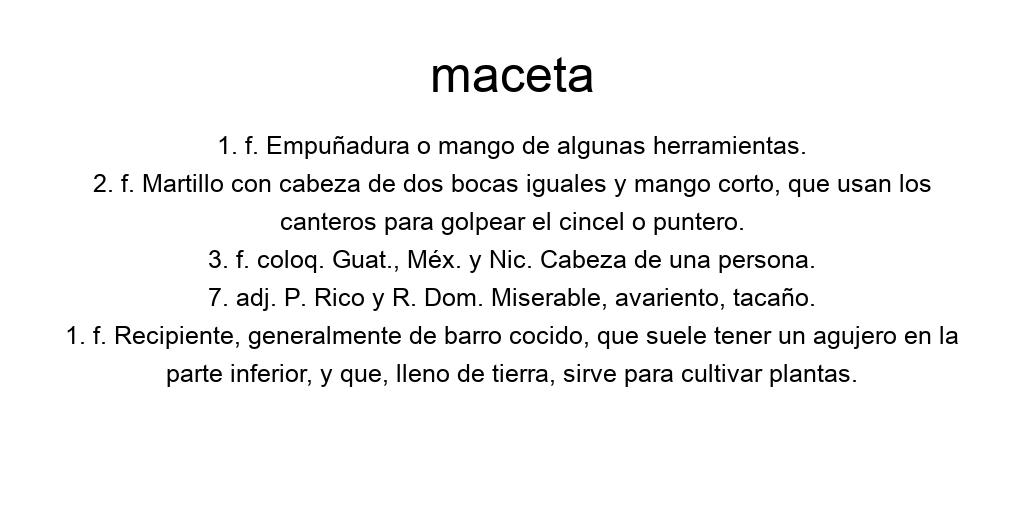 maceta
1. f. Empuñadura o mango de algunas herramientas.
2. f. Martillo con cabeza de dos bocas iguales y mango corto, que usan los
canteros para golpear el cincel o puntero.
3. f. coloq. Guat., Méx. y Nic. Cabeza de una persona.
7. adj. P. Rico y R. Dom. Miserable, avariento, tacaño.
1. f. Recipiente, generalmente de barro cocido, que suele tener un agujero en la
parte inferior, y que, lleno de tierra, sirve para cultivar plantas.